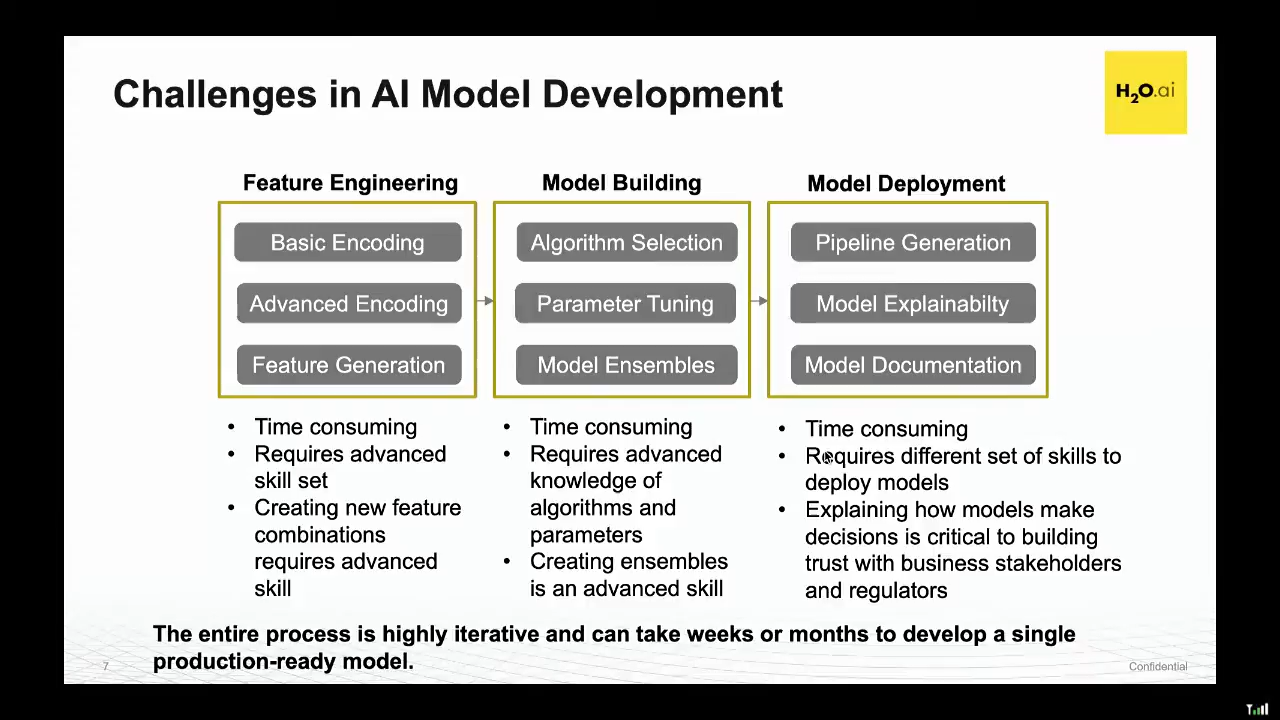 Challenges in AI Model Development
H2O.ai
Feature Engineering
Basic Encoding
Advanced Encoding
Feature Generation
• Time consuming
• Requires advanced
skill set
• Creating new feature
combinations
requires advanced
skill
Model Building
Algorithm Selection
Parameter Tuning
Model Ensembles
• Time consuming
• Requires advanced
knowledge of
algorithms and
parameters
• Creating ensembles
is an advanced skill
Model Deployment
Pipeline Generation
Model Explainabilty
Model Documentation
• Time consuming
• Requires different set of skills to
deploy models
• Explaining how models make
decisions is critical to building
trust with business stakeholders
and regulators
The entire process is highly iterative and can take weeks or months to develop a single
production-ready model.
7
Confidential